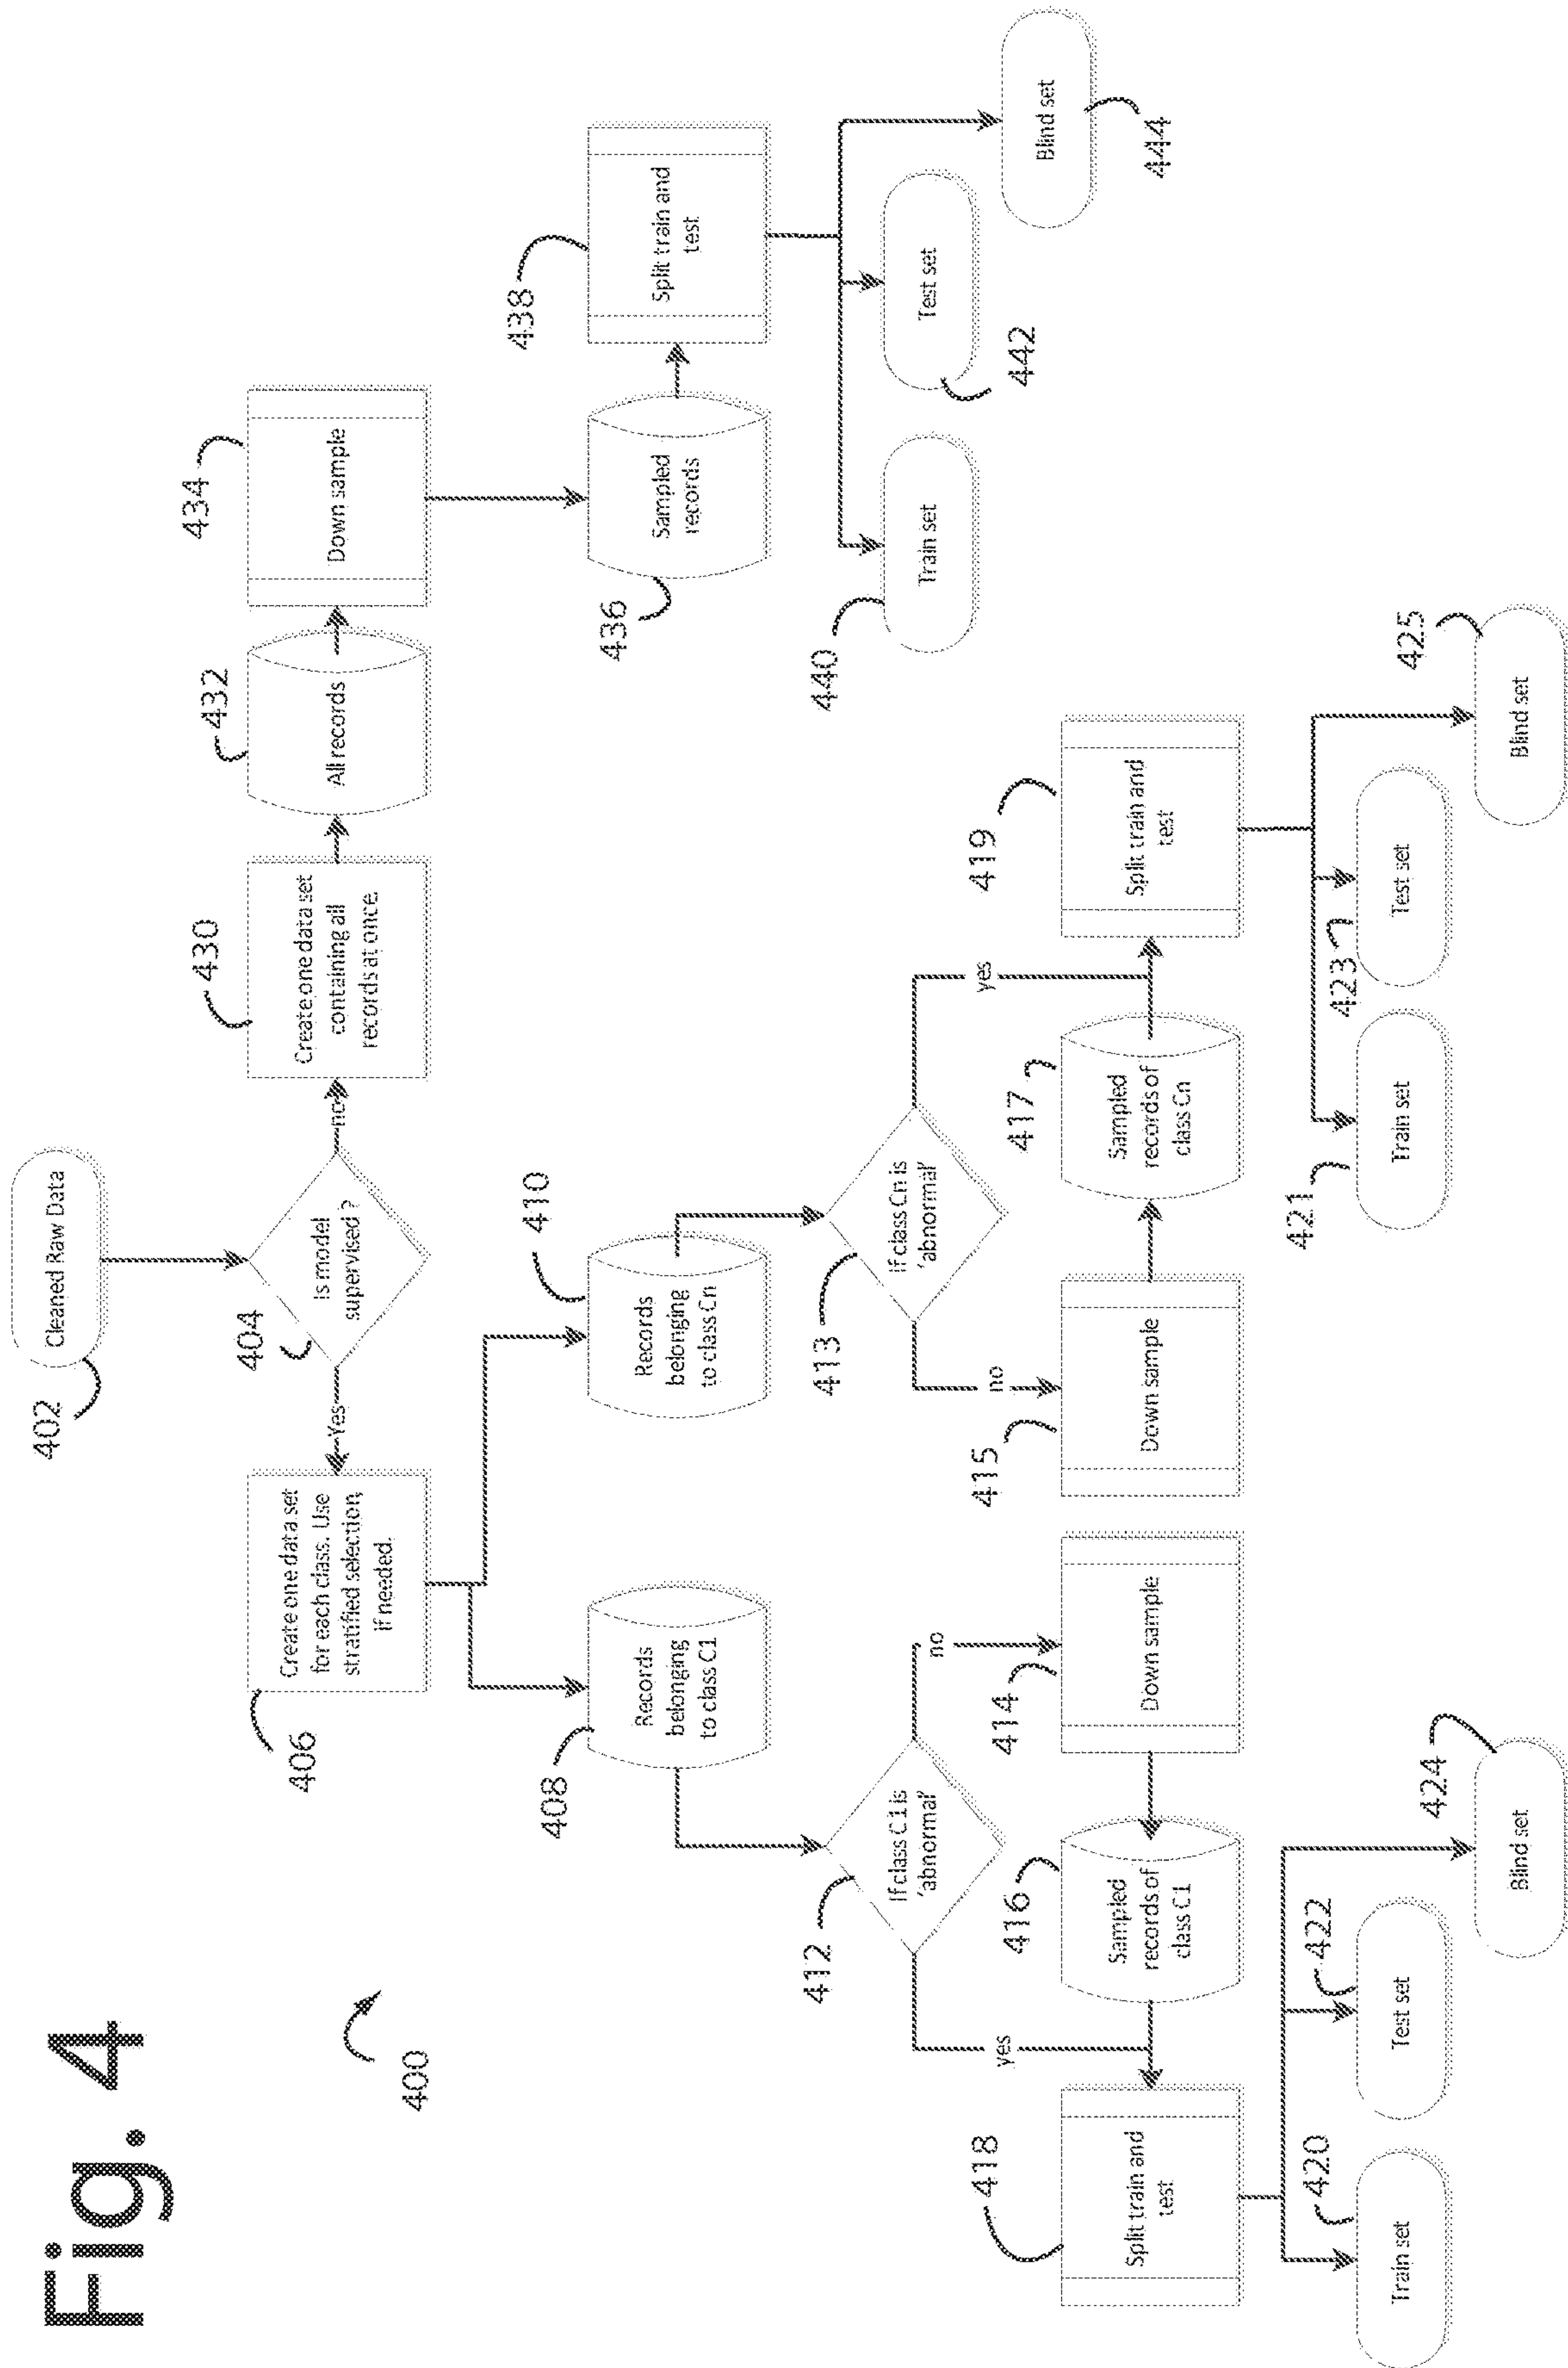 Fig. 4
400
402
Cleaned Raw Data
404
Is model
supervised ?
Yes
no
406
Create one data set
for each class. Use
stratified selection,
if needed.
430
Create one data set
containing all
records at once.
432
All records
434
Down sample
408
Records
belonging
to class C1
410
Records
belonging
to class Cn
436
Sampled
records
438
Split train and
test
412
If class C1 is
'abnormal'
yes
no
413
If class Cn is
'abnormal'
no
yes
440
Train set
442
Test set
444
Blind set
418
Split train and
test
416
Sampled
records of
class C1
414
Down sample
415
Down sample
417
Sampled
records of
class Cn
419
Split train and
test
420
Train set
422
Test set
424
Blind set
421
Train set
423
Test set
425
Blind set